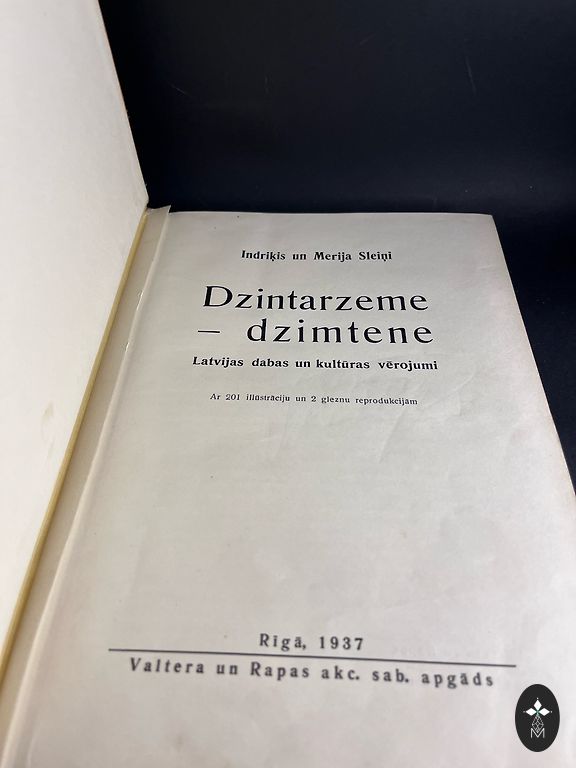 Indriķis un Merija Sleiņi
Dzintarzeme
– dzimtene
Latvijas dabas un kultūras vērojumi
Ar 201 illūstrāciju un 2 gleznu reprodukcijām
Rīgā, 1937
Valtera un Rapas akc. sab. apgāds
M